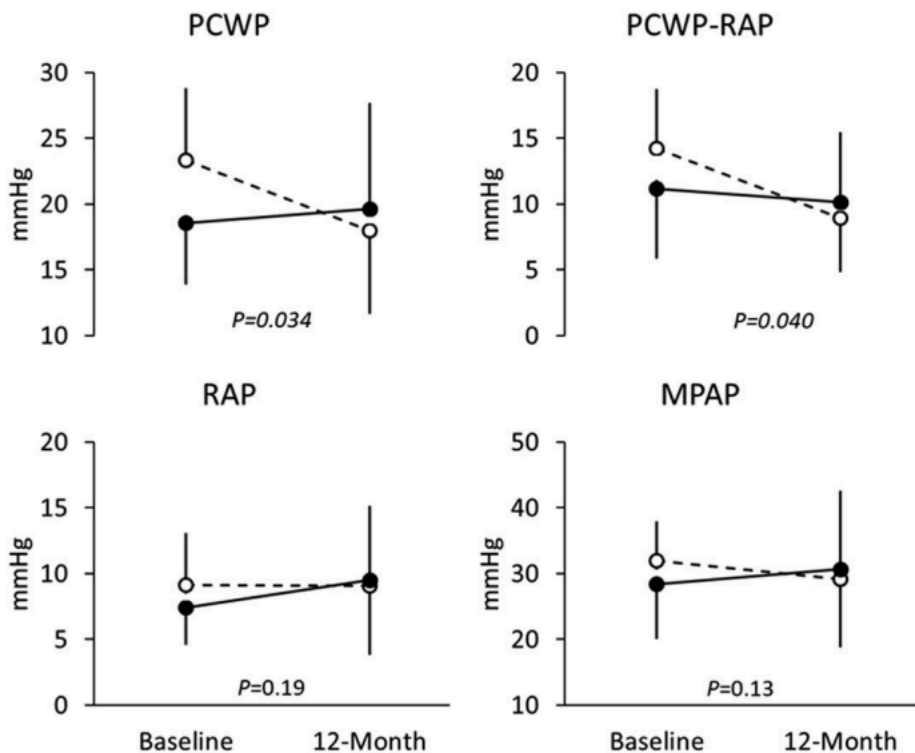 PCWP
30
25
20
15
10
mmHg
P=0.034
PCWP-RAP
20
15
10
5
0
mmHg
P=0.040
RAP
20
15
10
5
0
mmHg
P=0.19
Baseline 12-Month
MPAP
50
40
30
20
10
mmHg
P=0.13
Baseline 12-Month